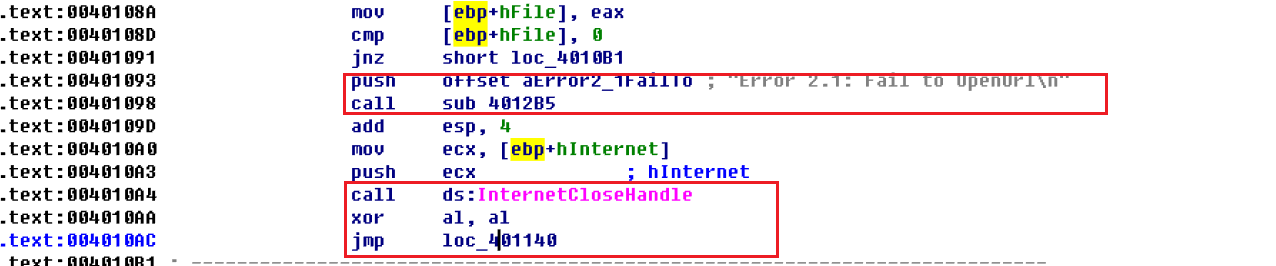 .text:0040108A mov [ebp+hFile], eax
.text:0040108D cmp [ebp+hFile], 0
.text:00401091 jnz short loc_4010B1
.text:00401093 push offset aError2_1FailTo ; "Error 2.1: Fail to OpenUrl\n"
.text:00401098 call sub_4012B5
.text:0040109D add esp, 4
.text:004010A0 mov ecx, [ebp+hInternet]
.text:004010A3 push ecx ; hInternet
.text:004010A4 call ds:InternetCloseHandle
.text:004010AA xor al, al
.text:004010AC jmp loc_401140
.text:004010B1 ; ---------------------------------------------------------------------------